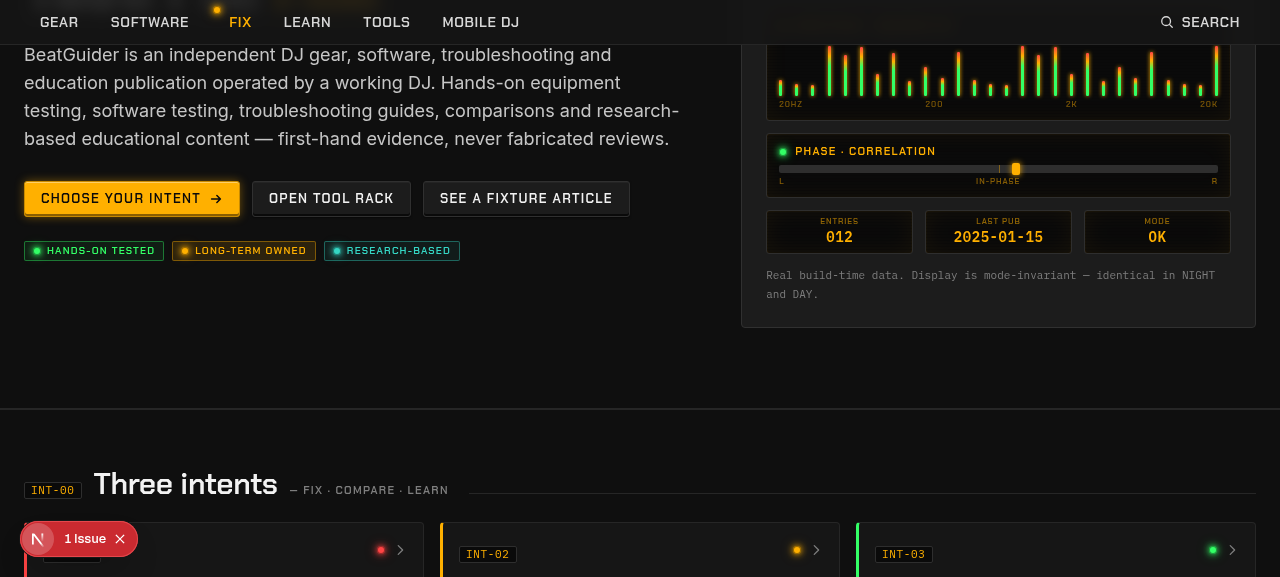 GEAR
SOFTWARE
FIX
LEARN
TOOLS
MOBILE DJ
SEARCH
BeatGuider is an independent DJ gear, software, troubleshooting and
education publication operated by a working DJ. Hands-on equipment
testing, software testing, troubleshooting guides, comparisons and research-
based educational content — first-hand evidence, never fabricated reviews.
CHOOSE YOUR INTENT →
OPEN TOOL RACK
SEE A FIXTURE ARTICLE
HANDS-ON TESTED
LONG-TERM OWNED
RESEARCH-BASED
20HZ
200
2K
20K
PHASE · CORRELATION
L
IN-PHASE
R
ENTRIES
012
LAST PUB
2025-01-15
MODE
OK
Real build-time data. Display is mode-invariant — identical in NIGHT
and DAY.
INT-00
Three intents
— FIX · COMPARE · LEARN
N
1 Issue
INT-02
INT-03